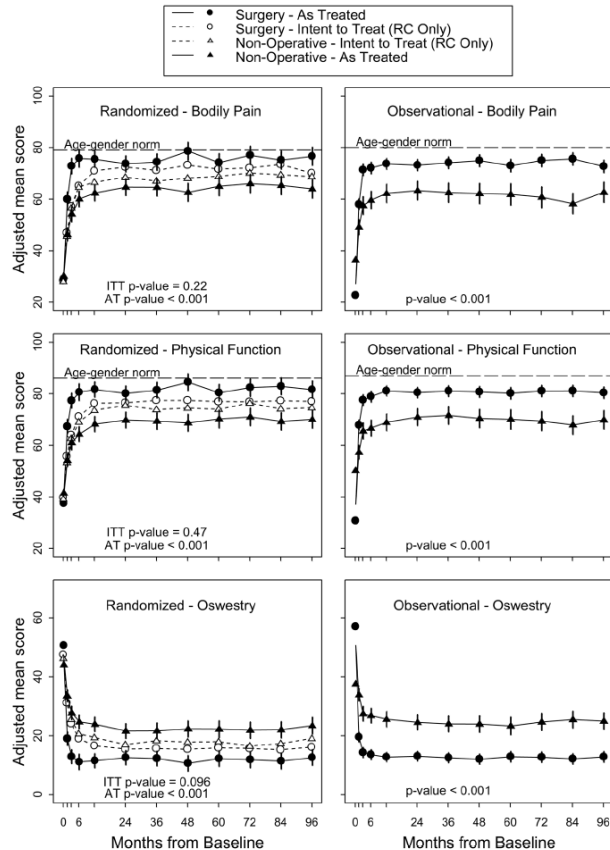 Surgery - As Treated
Surgery - Intent to Treat (RC Only)
Non-Operative - Intent to Treat (RC Only)
Non-Operative - As Treated
Randomized - Bodily Pain
Age-gender norm
ITT p-value = 0.22
AT p-value < 0.001
Adjusted mean score
20 40 60 80 100
Observational - Bodily Pain
Age-gender norm
p-value < 0.001
Randomized - Physical Function
Age-gender norm
ITT p-value = 0.47
AT p-value < 0.001
Adjusted mean score
20 40 60 80 100
Observational - Physical Function
Age-gender norm
p-value < 0.001
Randomized - Oswestry
ITT p-value = 0.096
AT p-value < 0.001
Adjusted mean score
0 20 40 60
0 6 24 36 48 60 72 84 96
Months from Baseline
Observational - Oswestry
p-value < 0.001
0 6 24 36 48 60 72 84 96
Months from Baseline